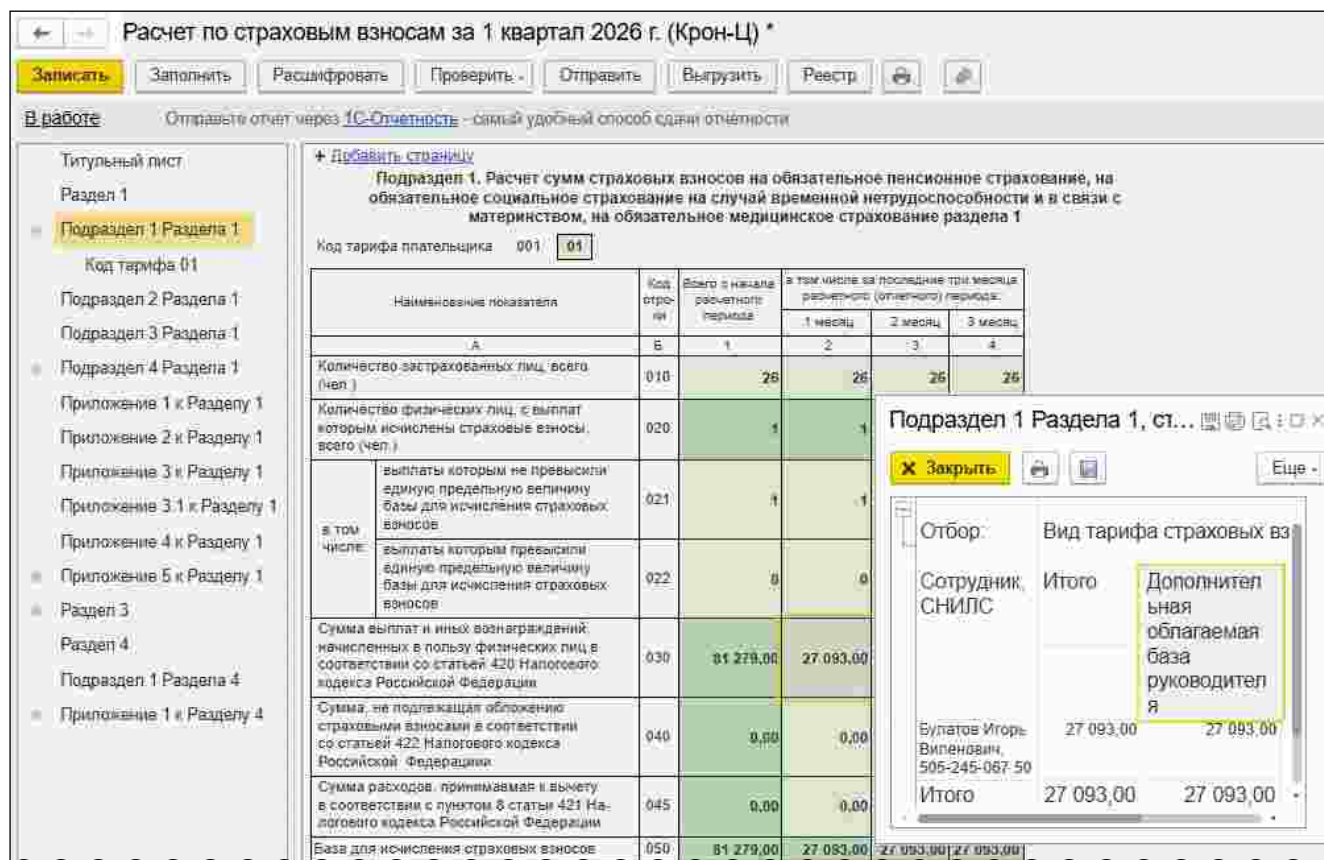 Расчет по страховым взносам за 1 квартал 2026 г. (Крон-Ц) *
Записать Заполнить Расшифровать Проверить Отправить Выгрузить Реестр
В работе Отправьте отчет через 1С-Отчетность - самый удобный способ сдачи отчетности
Титульный лист
Раздел 1
Подраздел 1 Раздела 1
Код тарифа 01
Подраздел 2 Раздела 1
Подраздел 3 Раздела 1
Подраздел 4 Раздела 1
Приложение 1 к Разделу 1
Приложение 2 к Разделу 1
Приложение 3 к Разделу 1
Приложение 3.1 к Разделу 1
Приложение 4 к Разделу 1
Приложение 5 к Разделу 1
Раздел 3
Раздел 4
Подраздел 1 Раздела 4
Приложение 1 к Разделу 4
+ Добавить страницу
Подраздел 1. Расчет сумм страховых взносов на обязательное пенсионное страхование, на
обязательное социальное страхование на случай временной нетрудоспособности и в связи с
материнством, на обязательное медицинское страхование раздела 1
Код тарифа плательщика 001 01
Наименование показателя
Код
стро-
ки
Всего с начала
расчетного
периода
в том числе за последние три месяца
расчетного (отчетного) периода:
1 месяц 2 месяц 3 месяц
А Б 1 2 3 4
Количество застрахованных лиц, всего
(чел.)
010 26 26 26 26
Количество физических лиц, с выплат
которым исчислены страховые взносы,
всего (чел.)
020 1 1
в том
числе:
выплаты которым не превысили
единую предельную величину
базы для исчисления страховых
взносов
021 1 1
выплаты которым превысили
единую предельную величину
базы для исчисления страховых
взносов
022 0 0
Сумма выплат и иных вознаграждений,
начисленных в пользу физических лиц в
соответствии со статьей 420 Налогового
кодекса Российской Федерации
030 81 279,00 27 093,00
Сумма, не подлежащая обложению
страховыми взносами в соответствии
со статьей 422 Налогового кодекса
Российской Федерации
040 0,00 0,00
Сумма расходов, принимаемая к вычету
в соответствии с пунктом 8 статьи 421 На-
логового кодекса Российской Федерации
045 0,00 0,00
База для исчисления страховых взносов 050 81 279,00 27 093,00 27 093,00 27 093,00
Подраздел 1 Раздела 1, ст...
Закрыть Еще
Отбор: Вид тарифа страховых вз
Сотрудник,
СНИЛС
Итого
Дополнител
ьная
облагаемая
база
руководител
я
Булатов Игорь
Виленович,
505-245-067 50
27 093,00 27 093,00
Итого 27 093,00 27 093,00